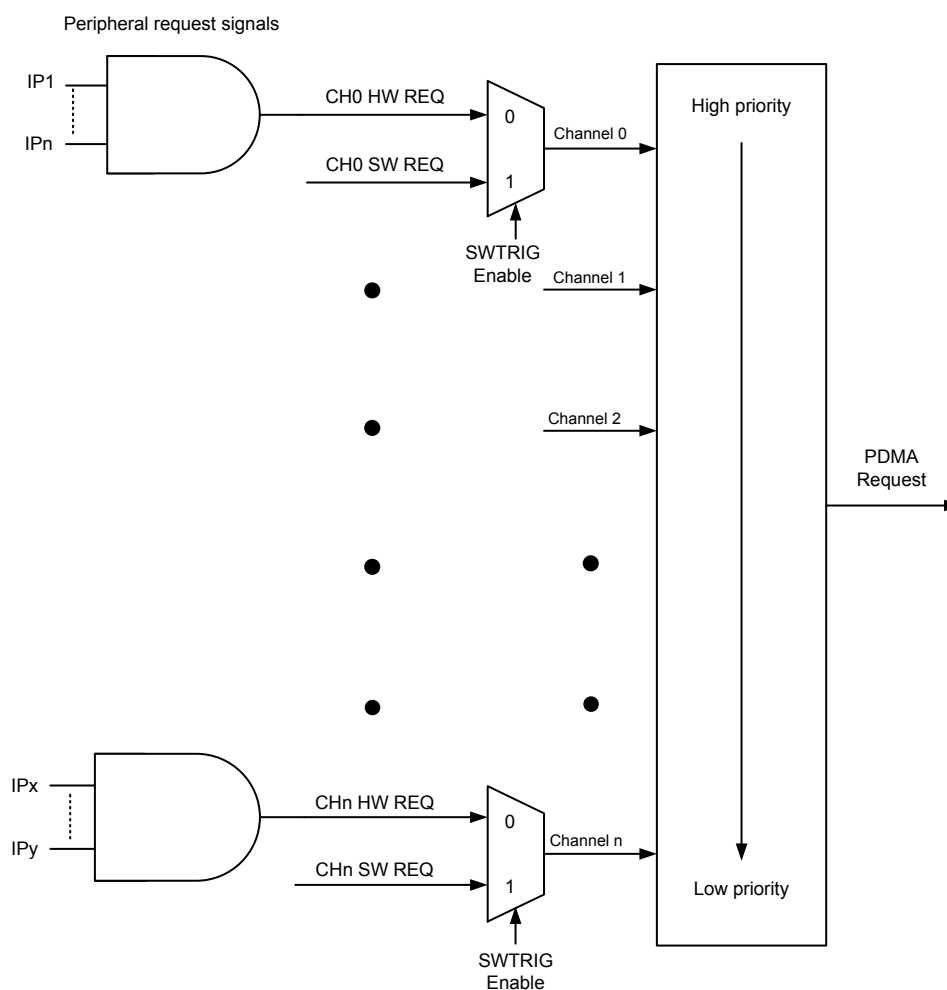 Peripheral request signals
IP1
IPn
CH0 HW REQ
CH0 SW REQ
0
1
SWTRIG
Enable
Channel 0
High priority
Channel 1
Channel 2
PDMA
Request
IPx
IPy
CHn HW REQ
CHn SW REQ
0
1
SWTRIG
Enable
Channel n
Low priority